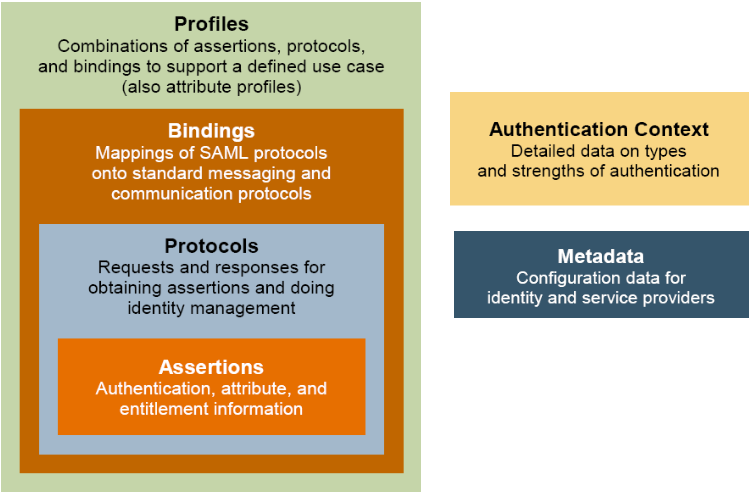 Profiles
Combinations of assertions, protocols,
and bindings to support a defined use case
(also attribute profiles)
Bindings
Mappings of SAML protocols
onto standard messaging and
communication protocols
Protocols
Requests and responses for
obtaining assertions and doing
identity management
Assertions
Authentication, attribute, and
entitlement information
Authentication Context
Detailed data on types
and strengths of authentication
Metadata
Configuration data for
identity and service providers